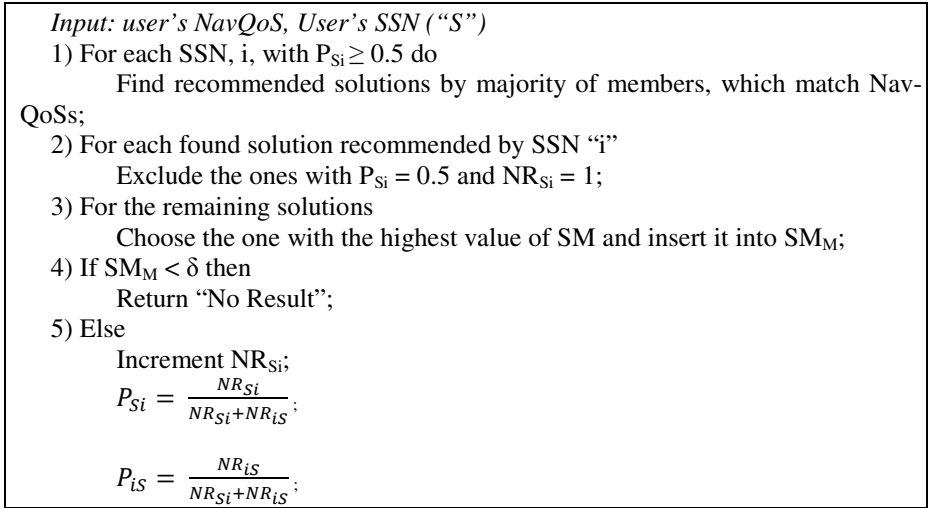 Input: user's NavQoS, User's SSN (“S”)
1) For each SSN, i, with P_Si ≥ 0.5 do
Find recommended solutions by majority of members, which match Nav-
QoSs;
2) For each found solution recommended by SSN “i”
Exclude the ones with P_Si = 0.5 and NR_Si = 1;
3) For the remaining solutions
Choose the one with the highest value of SM and insert it into SM_M;
4) If SM_M < δ then
Return “No Result”;
5) Else
Increment NR_Si;
P_Si = NR_Si / (NR_Si+NR_iS) ;
P_iS = NR_iS / (NR_Si+NR_iS) ;